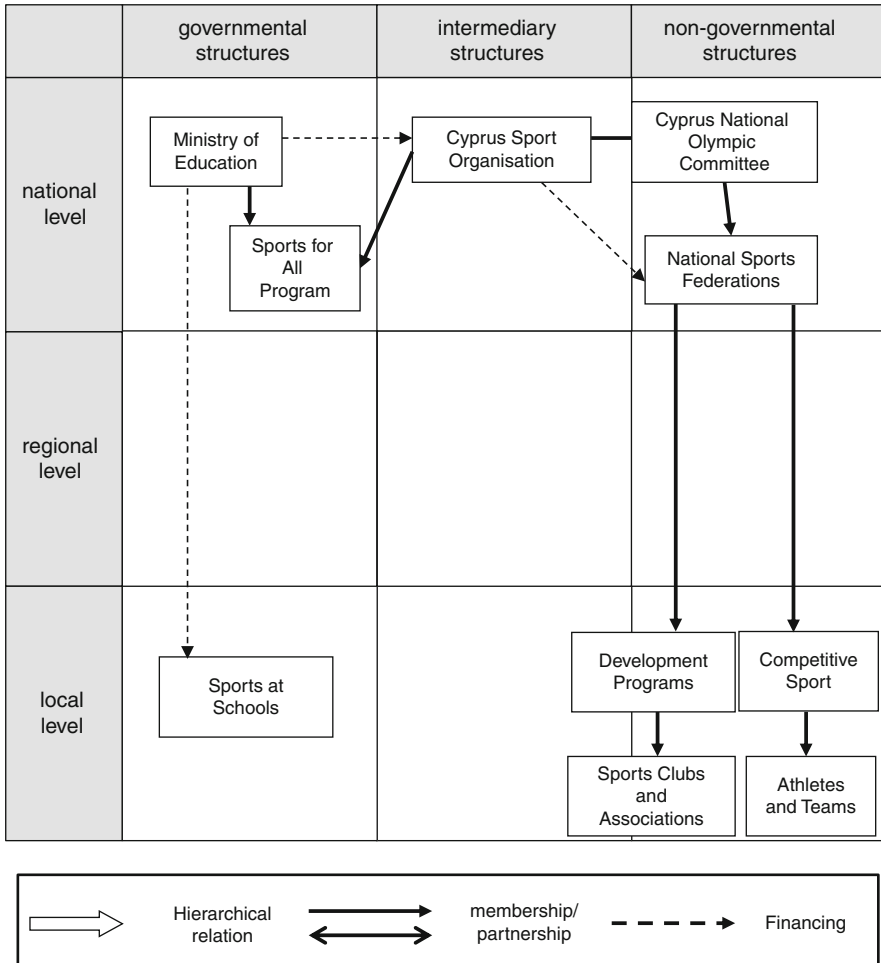 governmental
structures
intermediary
structures
non-governmental
structures
national
level
Ministry of
Education
Cyprus Sport
Organisation
Cyprus National
Olympic
Committee
Sports for
All
Program
National Sports
Federations
regional
level
local
level
Sports at
Schools
Development
Programs
Competitive
Sport
Sports Clubs
and
Associations
Athletes
and Teams
Hierarchical
relation
membership/
partnership
Financing